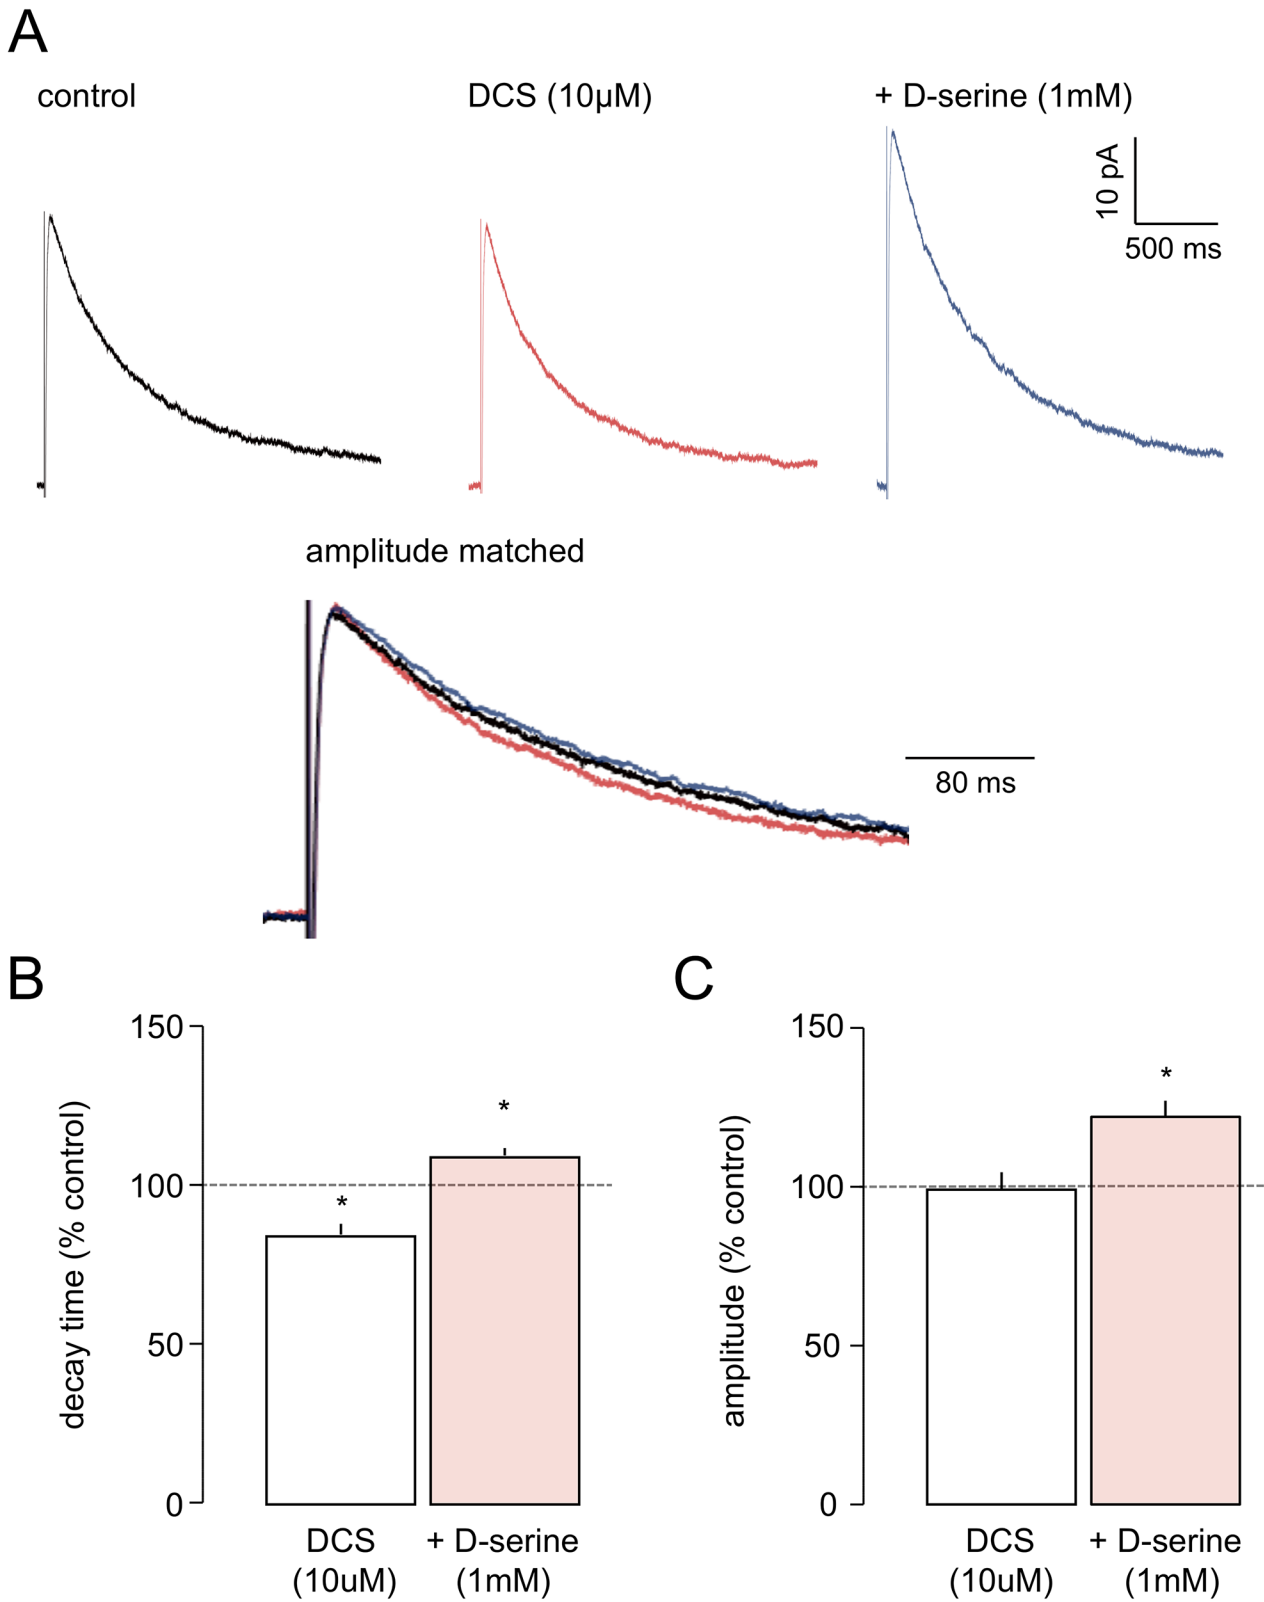 A
control
DCS (10µM)
+ D-serine (1mM)
10 pA
500 ms
amplitude matched
80 ms
B
150
100
50
0
decay time (% control)
*
*
DCS
(10uM)
+ D-serine
(1mM)
C
150
100
50
0
amplitude (% control)
*
DCS
(10uM)
+ D-serine
(1mM)